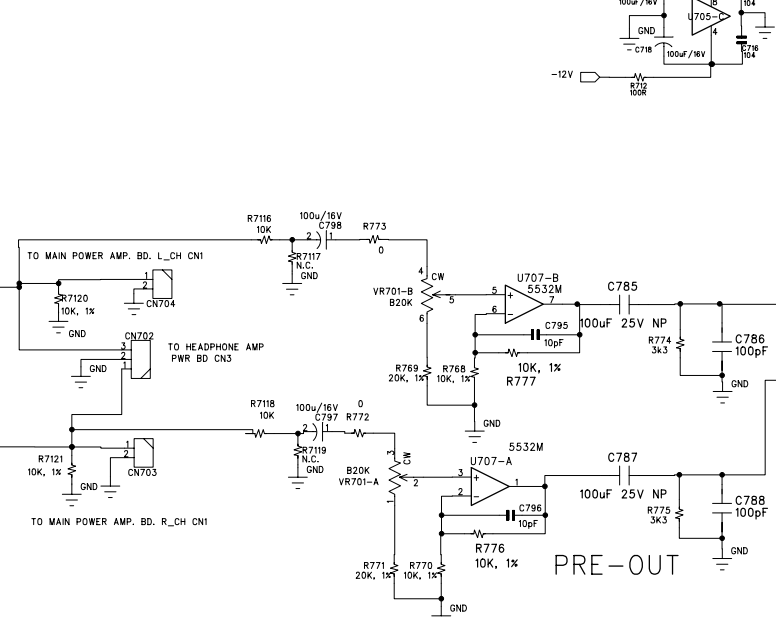 100uF/16V
8
104
U705-C
GND
4
C718
100uF/16V
C716
104
-12V
R712
100R
R7116
10K
100u/16V
C798
2
1
R773
0
R7117
N.C.
GND
TO MAIN POWER AMP. BD. L_CH CN1
1
2
CN704
R7120
10K, 1%
GND
4
CW
VR701-B
B20K
5
6
5
6
U707-B
5532M
7
C785
100uF 25V NP
C795
10pF
R774
3k3
C786
100pF
GND
CN702
3
2
1
TO HEADPHONE AMP
PWR BD CN3
GND
R769
20K, 1%
R768
10K, 1%
10K, 1%
R777
GND
R7118
10K
100u/16V
C797
2
1
0
R772
R7119
N.C.
GND
R7121
10K, 1%
GND
1
2
CN703
TO MAIN POWER AMP. BD. R_CH CN1
3
CW
B20K
VR701-A
2
1
3
2
5532M
U707-A
1
C787
100uF 25V NP
C796
10pF
R775
3K3
C788
100pF
GND
R771
20K, 1%
R770
10K, 1%
R776
10K, 1%
GND
PRE-OUT